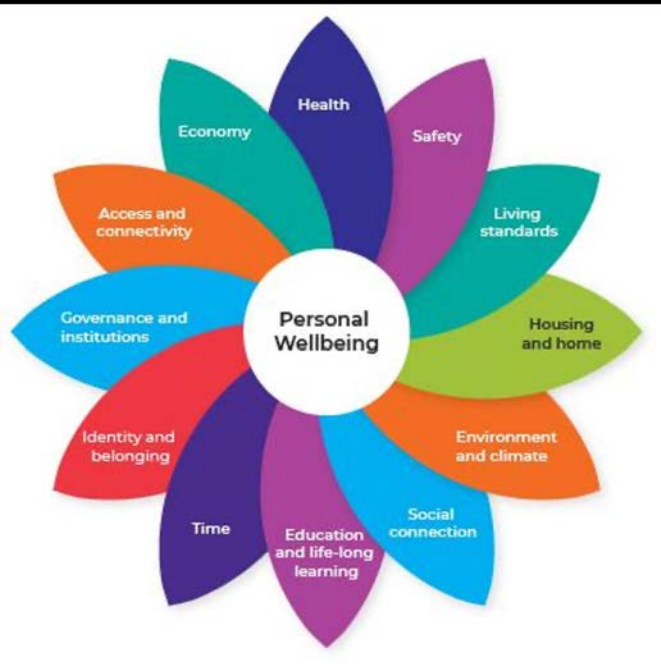 Health
Safety
Living
standards
Housing
and home
Environment
and climate
Social
connection
Education
and life-long
learning
Time
Identity and
belonging
Governance and
institutions
Access and
connectivity
Economy
Personal
Wellbeing